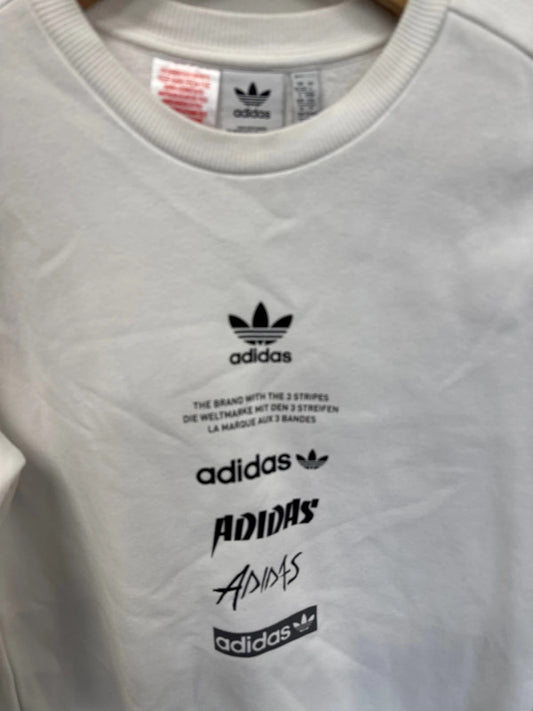 adidas
adidas
THE BRAND WITH THE 3 STRIPES
DIE WELTMARKE MIT DEN 3 STREIFEN
LA MARQUE AUX 3 BANDES
adidas
ADIDAS
ADIDAS
adidas